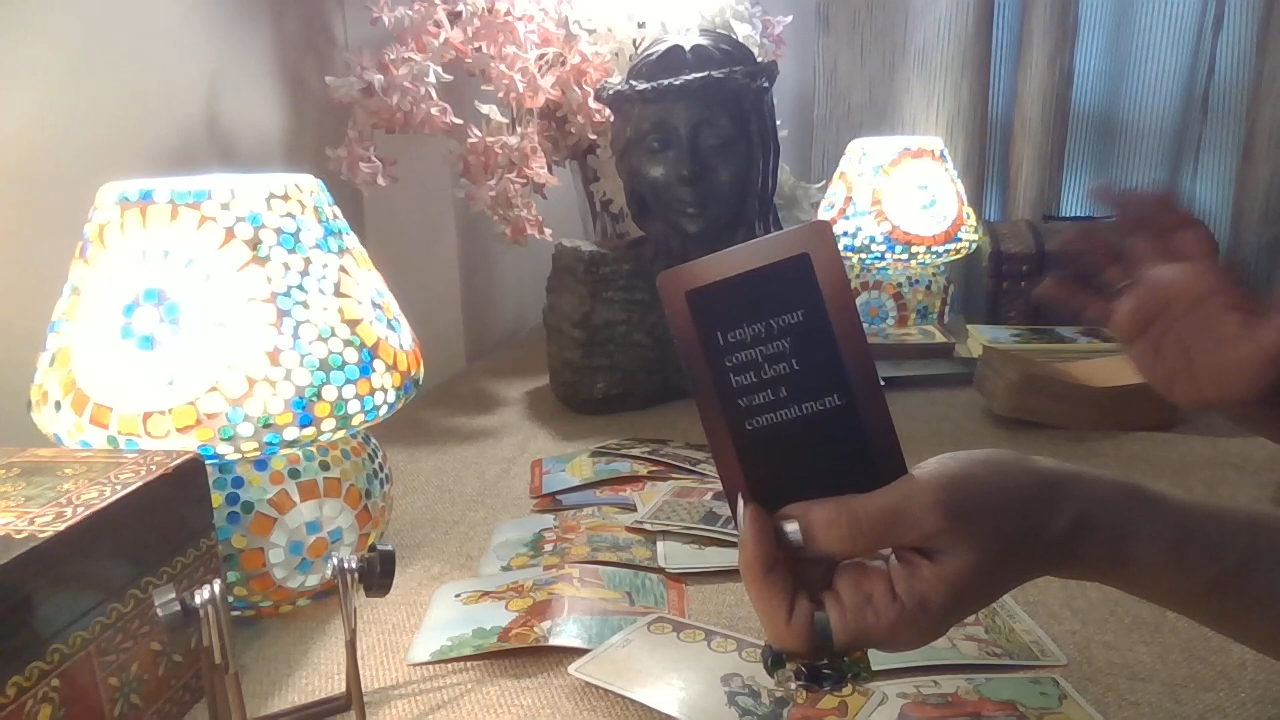 I enjoy your
company
but don't
want a
commitment.